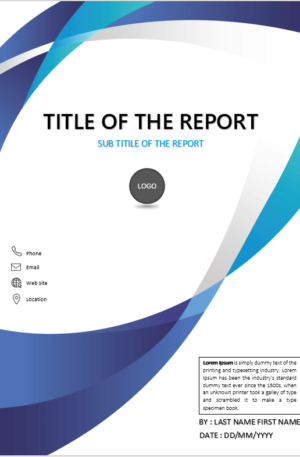 TITLE OF THE REPORT
SUB TITILE OF THE REPORT
LOGO
Phone
Email
Web site
Location
Lorem Ipsum is simply dummy text of the
printing and typesetting industry. Lorem
Ipsum has been the industry's standard
dummy text ever since the 1500s, when
an unknown printer took a galley of type
and scrambled it to make a type
specimen book.
BY : LAST NAME FIRST NAME
DATE : DD/MM/YYYY